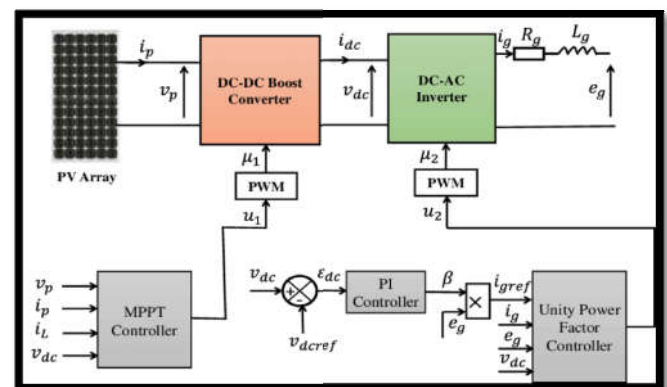 i_p
i_dc
i_g
R_g
L_g
DC-DC Boost
Converter
DC-AC
Inverter
v_p
v_dc
e_g
PV Array
μ_1
μ_2
PWM
PWM
u_1
u_2
v_p
i_p
i_L
v_dc
MPPT
Controller
v_dc
+
-
ε_dc
v_dcref
PI
Controller
β
e_g
×
i_gref
i_g
e_g
v_dc
Unity Power
Factor
Controller